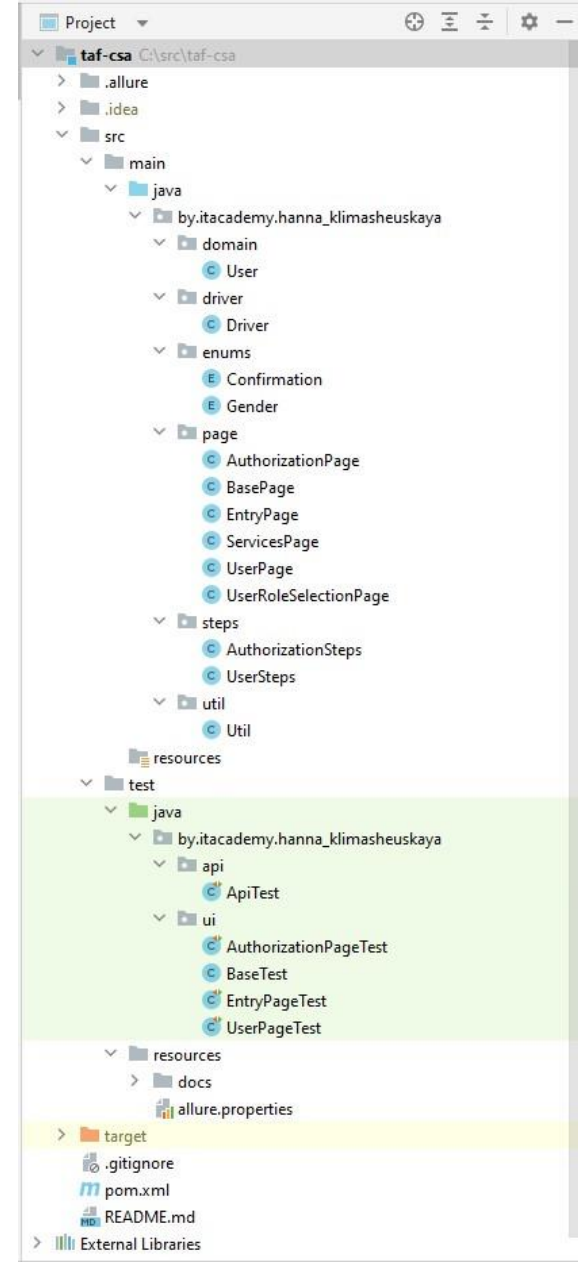 Project
taf-csa C:\src\taf-csa
.allure
.idea
src
main
java
by.itacademy.hanna_klimasheuskaya
domain
C User
driver
C Driver
enums
E Confirmation
E Gender
page
C AuthorizationPage
C BasePage
C EntryPage
C ServicesPage
C UserPage
C UserRoleSelectionPage
steps
C AuthorizationSteps
C UserSteps
util
C Util
resources
test
java
by.itacademy.hanna_klimasheuskaya
api
C ApiTest
ui
C AuthorizationPageTest
C BaseTest
C EntryPageTest
C UserPageTest
resources
docs
allure.properties
target
.gitignore
m pom.xml
MD README.md
External Libraries